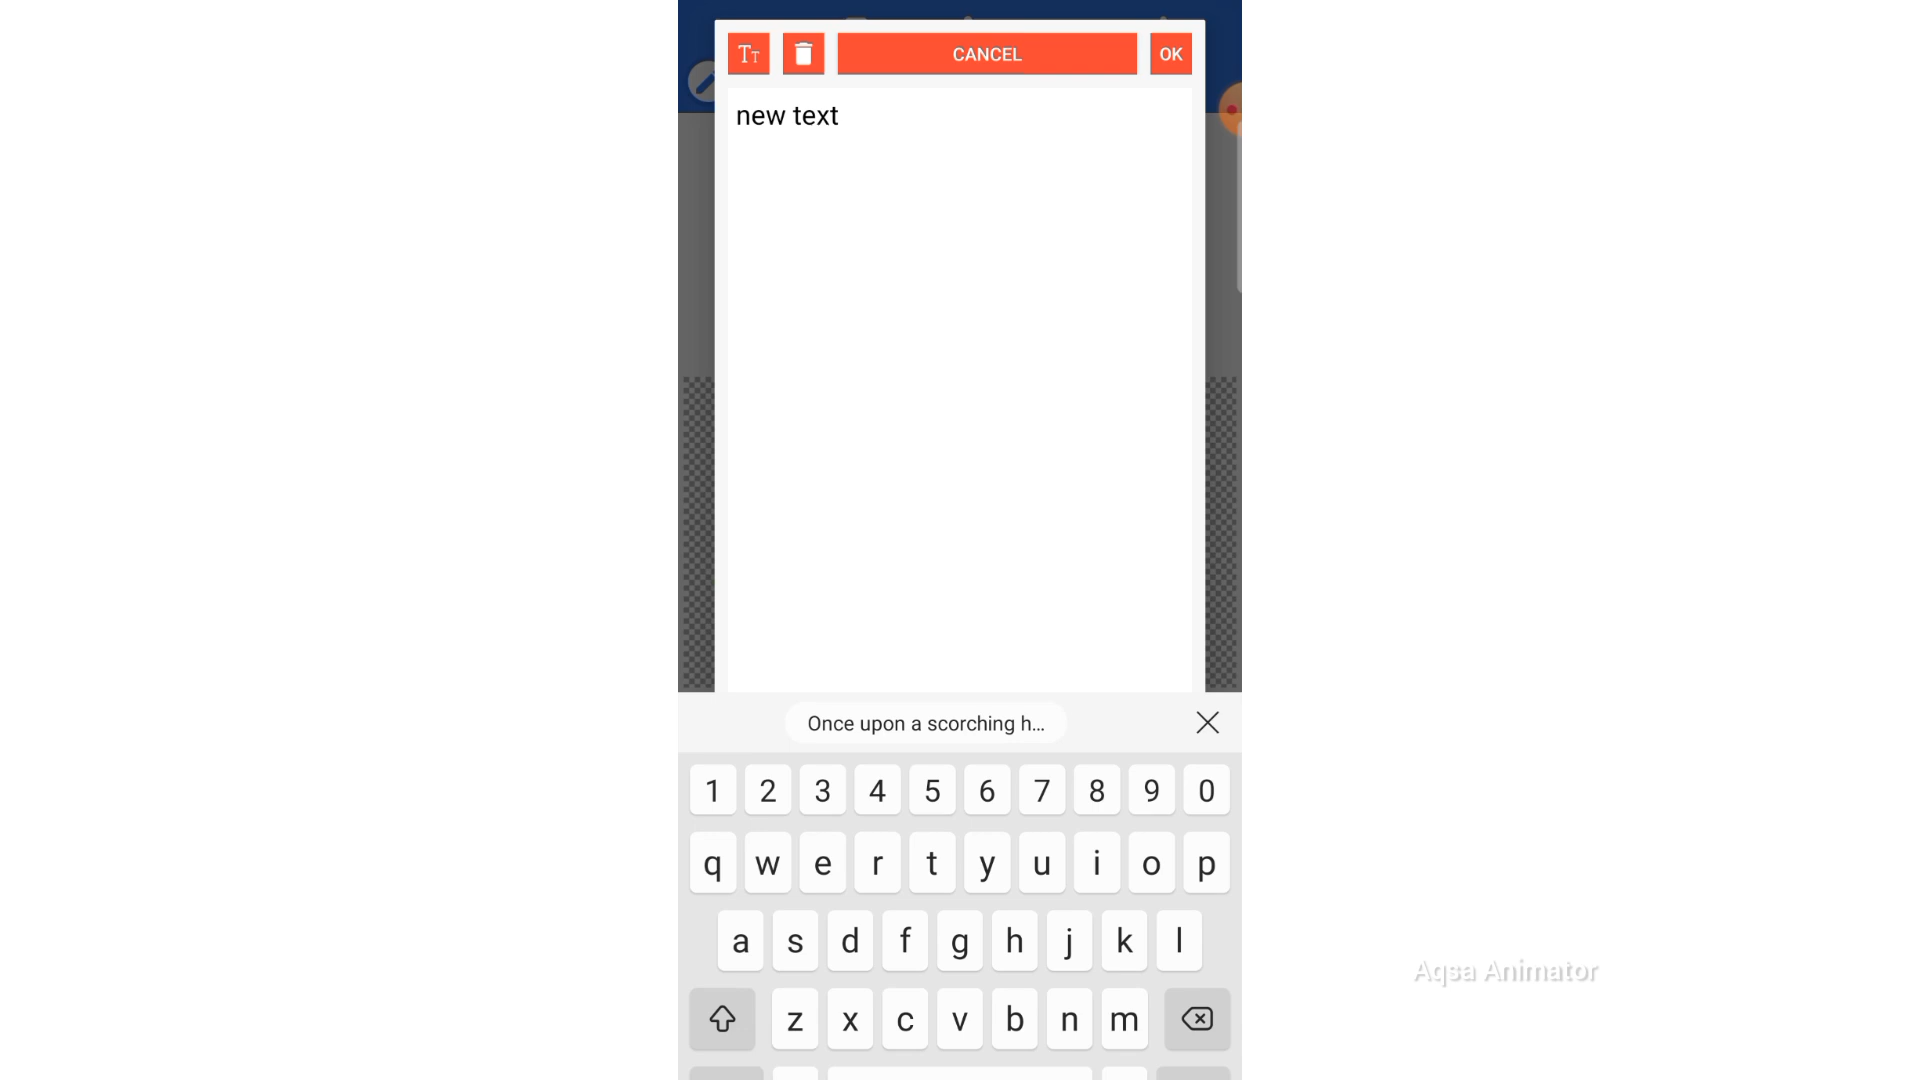 TT
CANCEL
OK
new text
Once upon a scorching h...
1 2 3 4 5 6 7 8 9 0
q w e r t y u i o p
a s d f g h j k l
z x c v b n m
Aqsa Animator